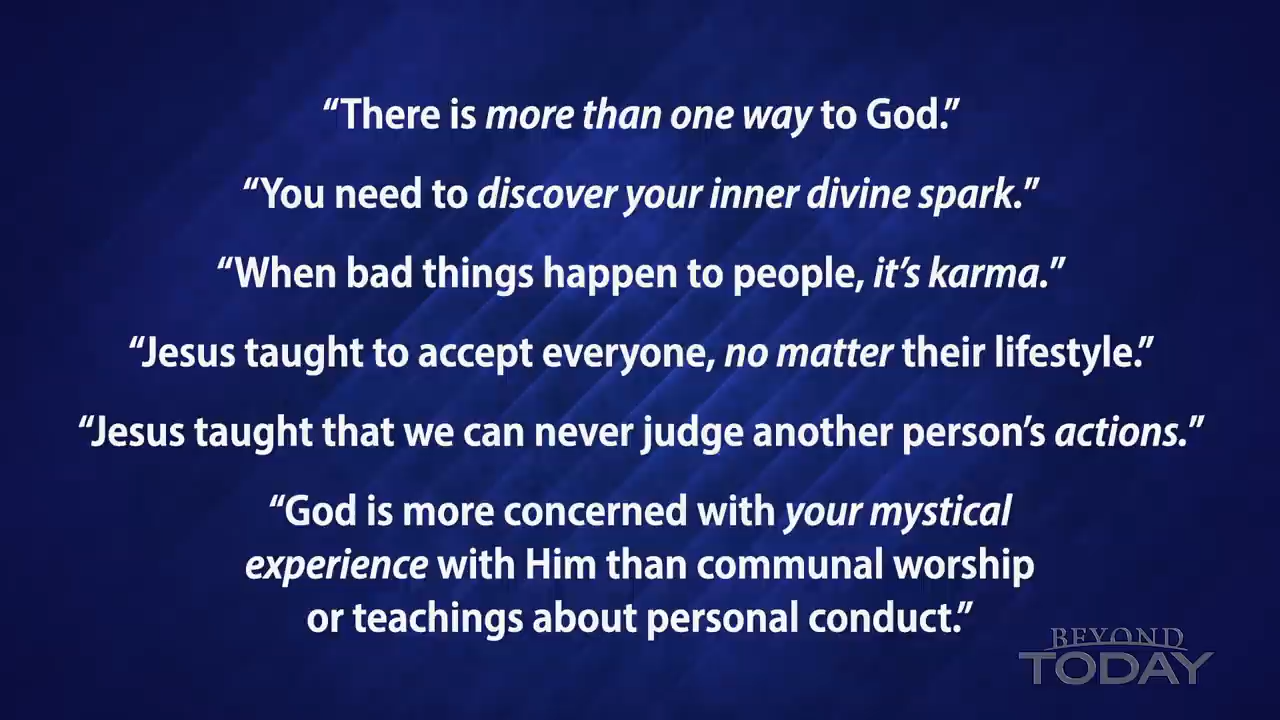 “There is more than one way to God.”
“You need to discover your inner divine spark.”
“When bad things happen to people, it’s karma.”
“Jesus taught to accept everyone, no matter their lifestyle.”
“Jesus taught that we can never judge another person’s actions.”
“God is more concerned with your mystical
experience with Him than communal worship
or teachings about personal conduct.”
BEYOND
TODAY